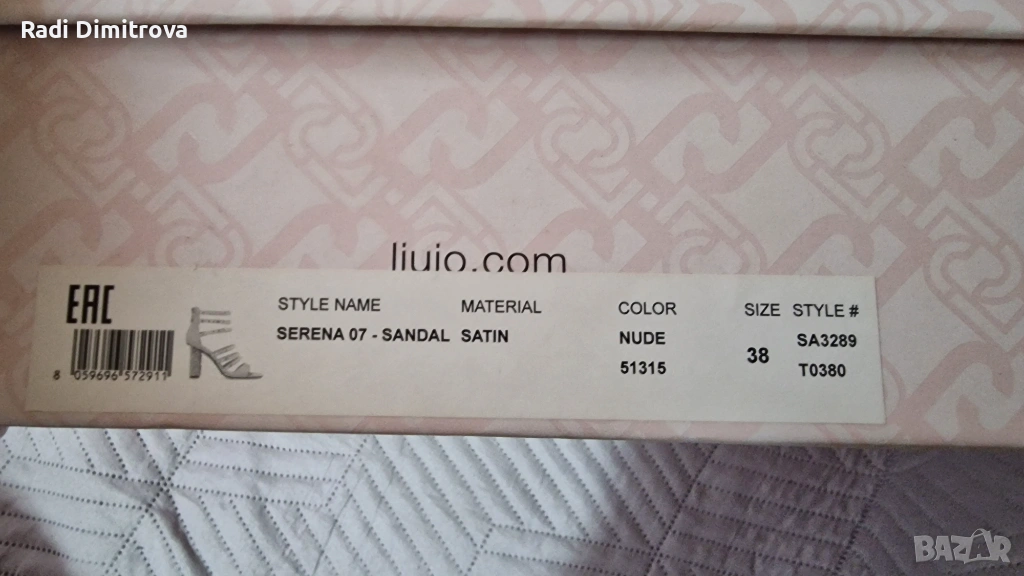 Radi Dimitrova
liujo.com
EAC
STYLE NAME MATERIAL COLOR SIZE STYLE #
SERENA 07 - SANDAL SATIN NUDE 38 SA3289
51315 T0380
8 059696 572911
BAZAR